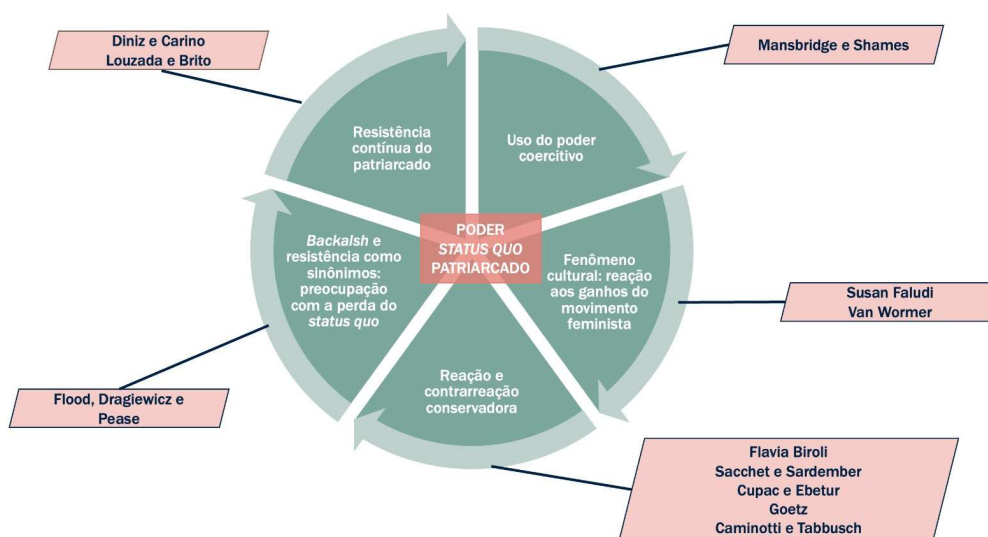 Diniz e Carino
Louzada e Brito
Mansbridge e Shames
Resistência
contínua do
patriarcado
Uso do poder
coercitivo
PODER
STATUS QUO
PATRIARCADO
Backalsh e
resistência como
sinônimos:
preocupação
com a perda do
status quo
Fenômeno
cultural: reação
aos ganhos do
movimento
feminista
Susan Faludi
Van Wormer
Reação e
contrarreação
conservadora
Flood, Dragiewicz e
Pease
Flavia Biroli
Sacchet e Sardember
Cupac e Ebetur
Goetz
Caminotti e Tabbusch